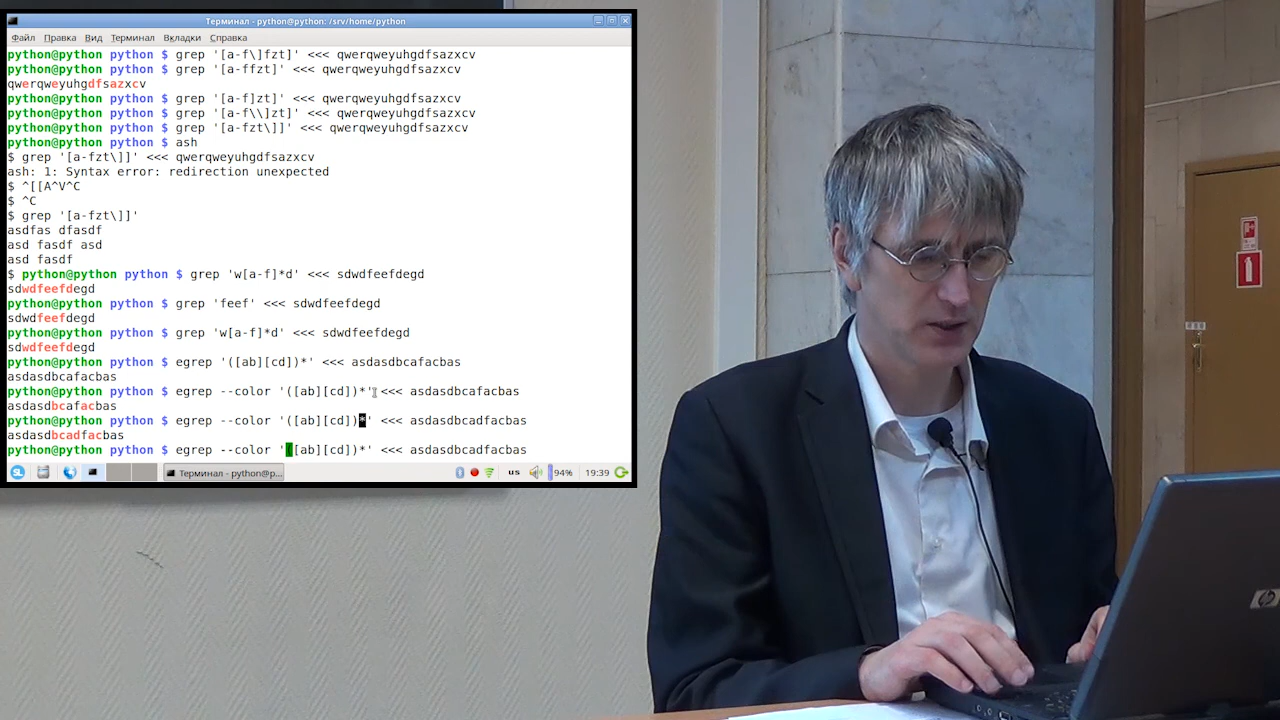 Терминал - python@python: /srv/home/python
Файл Правка Вид Терминал Вкладки Справка
python@python python $ grep '[a-f\]fzt]' <<< qwerqweyuhgdfsazxcv
python@python python $ grep '[a-ffzt]' <<< qwerqweyuhgdfsazxcv
qwerqweyuhgdfsazxcv
python@python python $ grep '[a-f]zt]' <<< qwerqweyuhgdfsazxcv
python@python python $ grep '[a-f\\]zt]' <<< qwerqweyuhgdfsazxcv
python@python python $ grep '[a-fzt\]]' <<< qwerqweyuhgdfsazxcv
python@python python $ ash
$ grep '[a-fzt\]]' <<< qwerqweyuhgdfsazxcv
ash: 1: Syntax error: redirection unexpected
$ ^[[A^V^C
$ ^C
$ grep '[a-fzt\]]'
asdfas dfasdf
asd fasdf asd
asd fasdf
$ python@python python $ grep 'w[a-f]*d' <<< sdwdfeefdegd
sdwdfeefdegd
python@python python $ grep 'feef' <<< sdwdfeefdegd
sdwdfeefdegd
python@python python $ grep 'w[a-f]*d' <<< sdwdfeefdegd
sdwdfeefdegd
python@python python $ egrep '([ab][cd])*' <<< asdasdbcafacbas
asdasdbcafacbas
python@python python $ egrep --color '([ab][cd])*' <<< asdasdbcafacbas
asdasdbcafacbas
python@python python $ egrep --color '([ab][cd])*' <<< asdasdbcadfacbas
asdasdbcadfacbas
python@python python $ egrep --color '([ab][cd])*' <<< asdasdbcadfacbas
Терминал - python@p... us 94% 19:39
hp